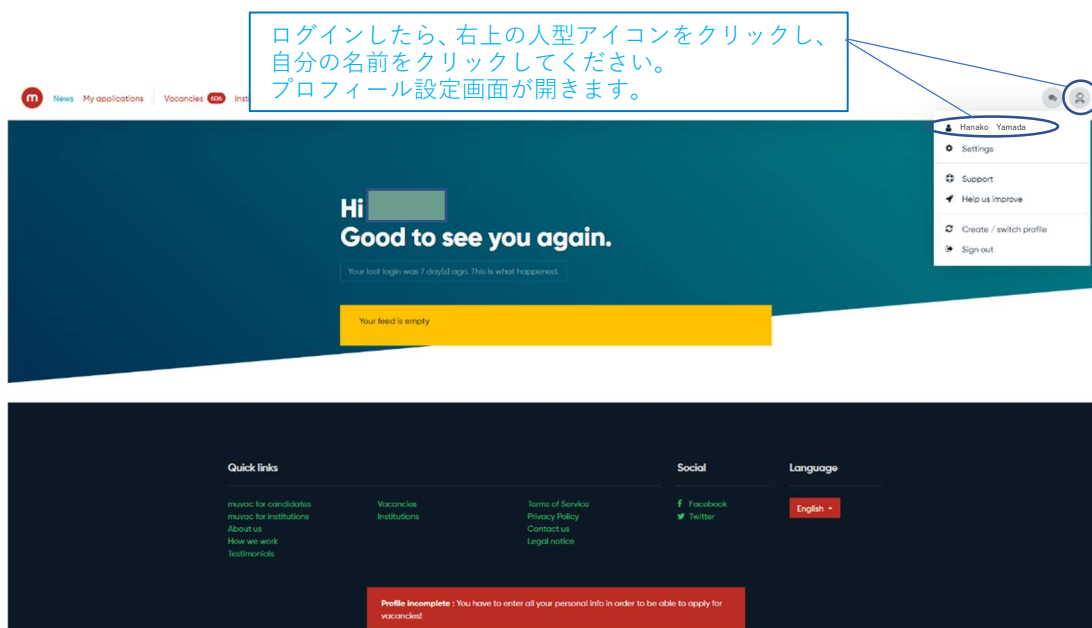 ログインしたら、右上の人型アイコンをクリックし、
自分の名前をクリックしてください。
プロフィール設定画面が開きます。
m News My applications Vacancies 606 Inst
Hanako Yamada
Settings
Support
Help us improve
Create / switch profile
Sign out
Hi
Good to see you again.
Your last login was 7 day(s) ago. This is what happened.
Your feed is empty
Quick links
muvac for candidates
muvac for institutions
About us
How we work
Testimonials
Vacancies
Institutions
Terms of Service
Privacy Policy
Contact us
Legal notice
Social
Facebook
Twitter
Language
English
Profile incomplete : You have to enter all your personal info in order to be able to apply for
vacancies!